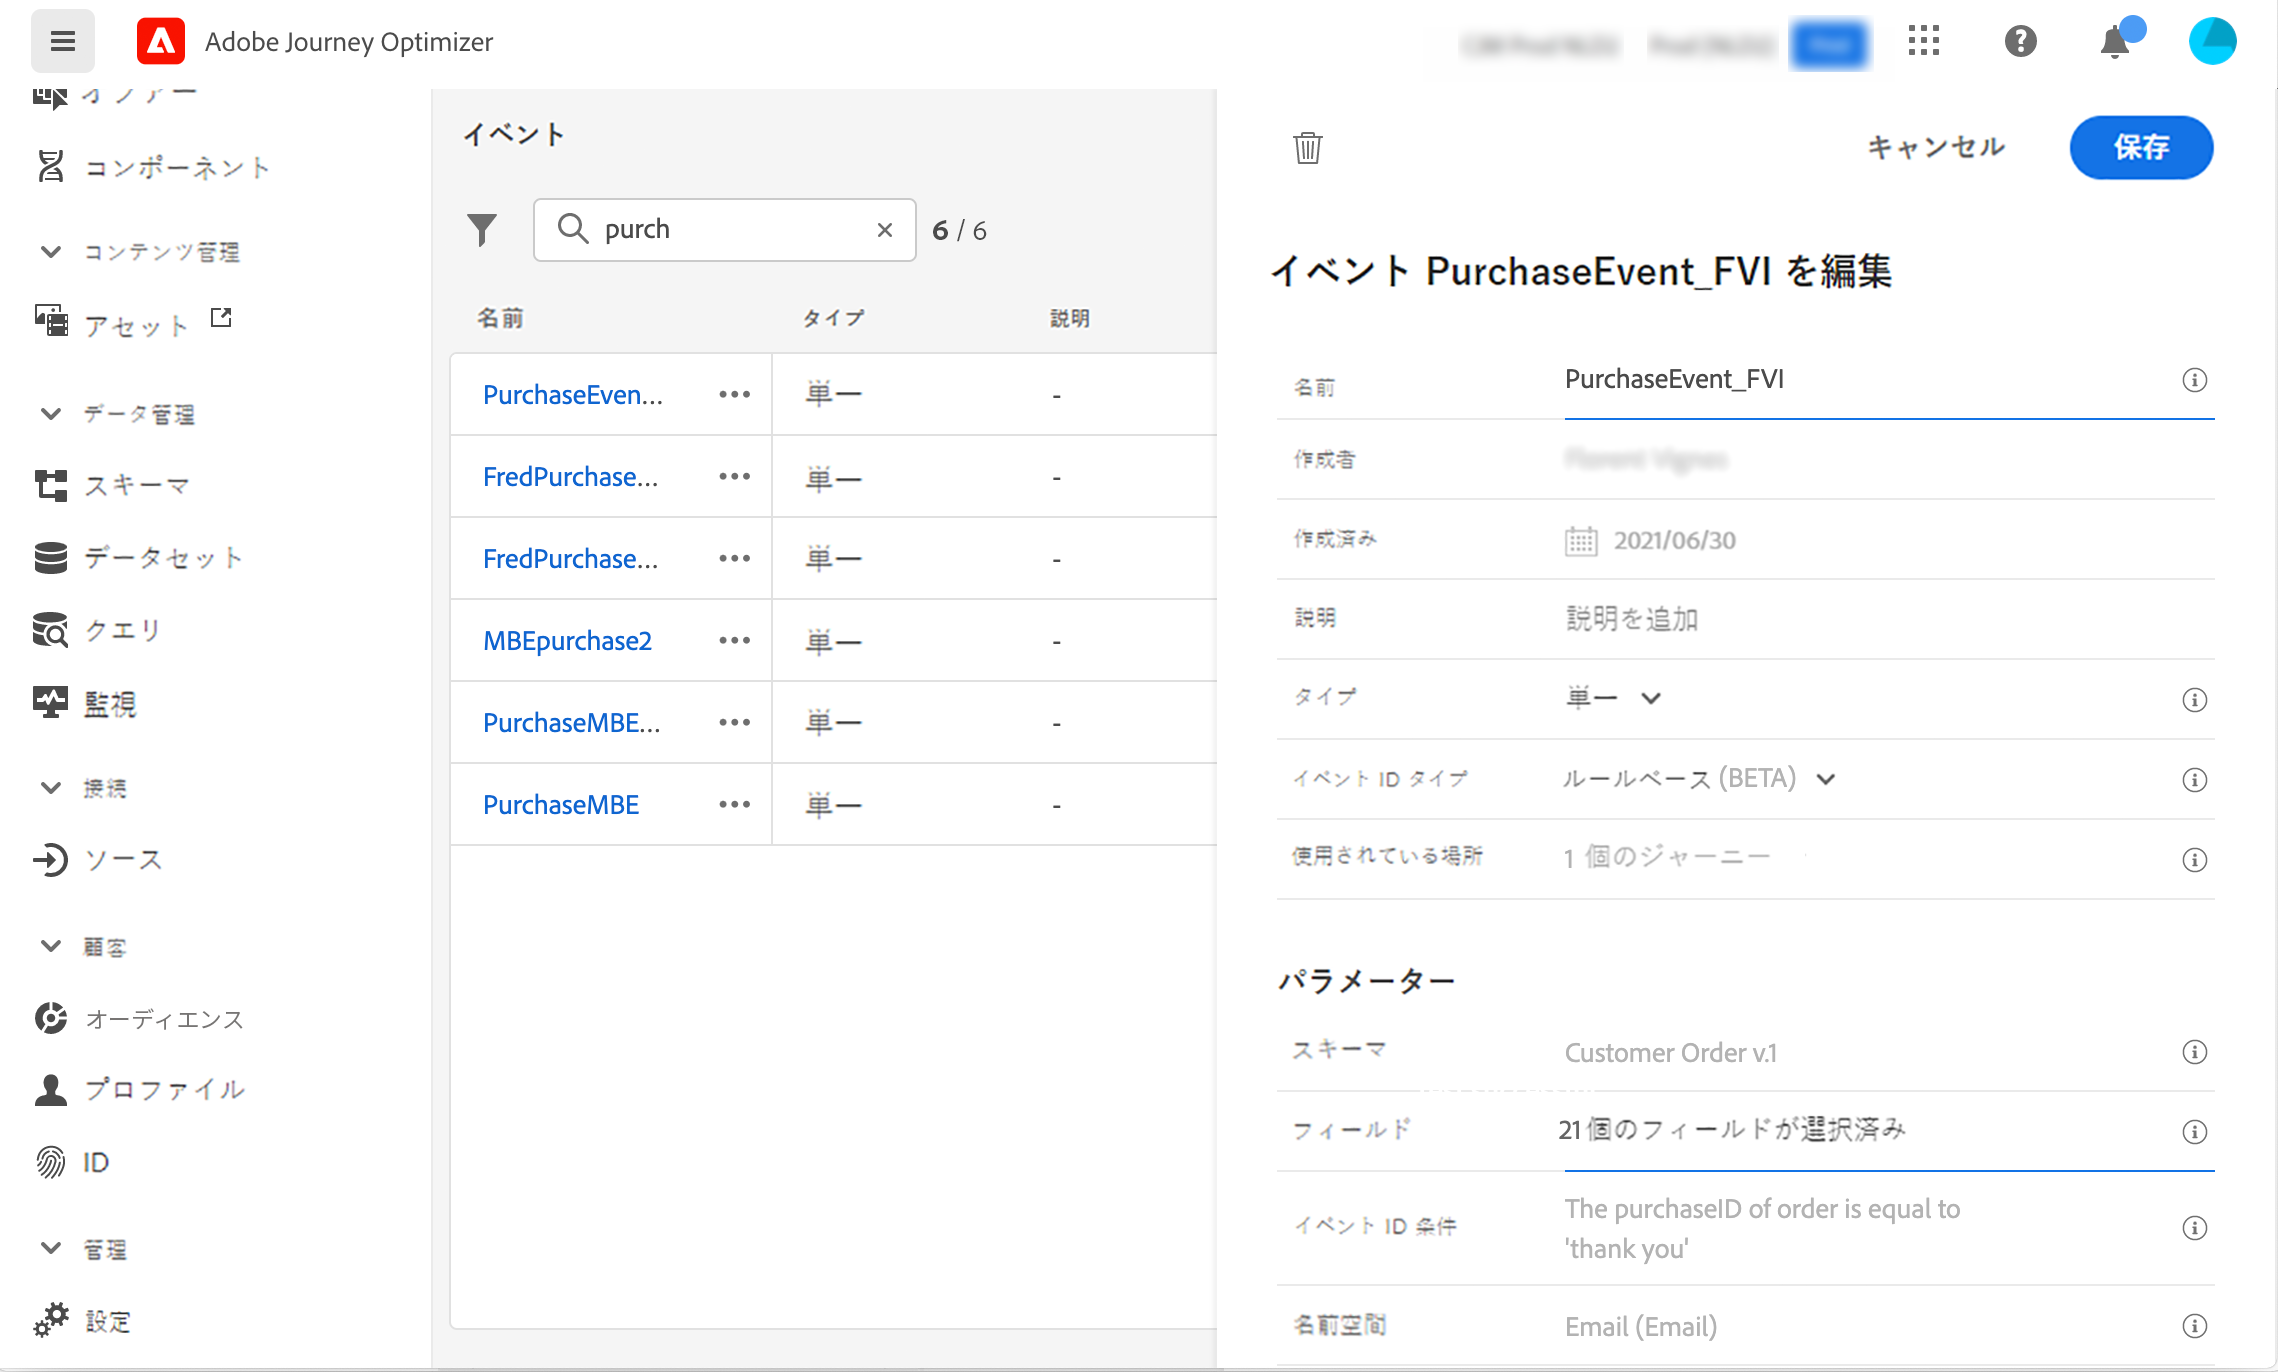 Adobe Journey Optimizer
オファー
コンポーネント
コンテンツ管理
アセット
データ管理
スキーマ
データセット
クエリ
監視
接続
ソース
顧客
オーディエンス
プロファイル
ID
管理
設定
イベント
purch
6 / 6
名前 タイプ 説明
PurchaseEven... 単一 -
FredPurchase... 単一 -
FredPurchase... 単一 -
MBEpurchase2 単一 -
PurchaseMBE... 単一 -
PurchaseMBE 単一 -
キャンセル 保存
イベント PurchaseEvent_FVI を編集
名前 PurchaseEvent_FVI
作成者
作成済み 2021/06/30
説明 説明を追加
タイプ 単一
イベント ID タイプ ルールベース (BETA)
使用されている場所 1 個のジャーニー
パラメーター
スキーマ Customer Order v.1
フィールド 21 個のフィールドが選択済み
イベント ID 条件 The purchaseID of order is equal to
'thank you'
名前空間 Email (Email)